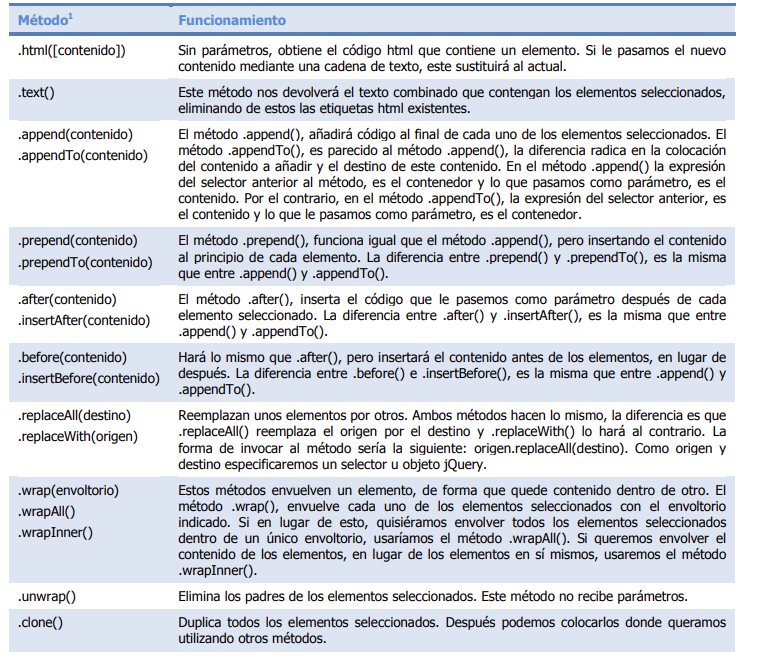 Método1 Funcionamiento
.html([contenido]) Sin parámetros, obtiene el código html que contiene un elemento. Si le pasamos el nuevo
contenido mediante una cadena de texto, este sustituirá al actual.
.text() Este método nos devolverá el texto combinado que contengan los elementos seleccionados,
eliminando de estos las etiquetas html existentes.
.append(contenido) El método .append(), añadirá código al final de cada uno de los elementos seleccionados. El
.appendTo(contenido) método .appendTo(), es parecido al método .append(), la diferencia radica en la colocación
del contenido a añadir y el destino de este contenido. En el método .append() la expresión
del selector anterior al método, es el contenedor y lo que pasamos como parámetro, es el
contenido. Por el contrario, en el método .appendTo(), la expresión del selector anterior, es
el contenido y lo que le pasamos como parámetro, es el contenedor.
.prepend(contenido) El método .prepend(), funciona igual que el método .append(), pero insertando el contenido
.prependTo(contenido) al principio de cada elemento. La diferencia entre .prepend() y .prependTo(), es la misma
que entre .append() y .appendTo().
.after(contenido) El método .after(), inserta el código que le pasemos como parámetro después de cada
.insertAfter(contenido) elemento seleccionado. La diferencia entre .after() y .insertAfter(), es la misma que entre
.append() y .appendTo().
.before(contenido) Hará lo mismo que .after(), pero insertará el contenido antes de los elementos, en lugar de
.insertBefore(contenido) después. La diferencia entre .before() e .insertBefore(), es la misma que entre .append() y
.appendTo().
.replaceAll(destino) Reemplazan unos elementos por otros. Ambos métodos hacen lo mismo, la diferencia es que
.replaceWith(origen) .replaceAll() reemplaza el origen por el destino y .replaceWith() lo hará al contrario. La
forma de invocar al método sería la siguiente: origen.replaceAll(destino). Como origen y
destino especificaremos un selector u objeto jQuery.
.wrap(envoltorio) Estos métodos envuelven un elemento, de forma que quede contenido dentro de otro. El
.wrapAll() método .wrap(), envuelve cada uno de los elementos seleccionados con el envoltorio
.wrapInner() indicado. Si en lugar de esto, quisiéramos envolver todos los elementos seleccionados
dentro de un único envoltorio, usaríamos el método .wrapAll(). Si queremos envolver el
contenido de los elementos, en lugar de los elementos en sí mismos, usaremos el método
.wrapInner().
.unwrap() Elimina los padres de los elementos seleccionados. Este método no recibe parámetros.
.clone() Duplica todos los elementos seleccionados. Después podemos colocarlos donde queramos
utilizando otros métodos.